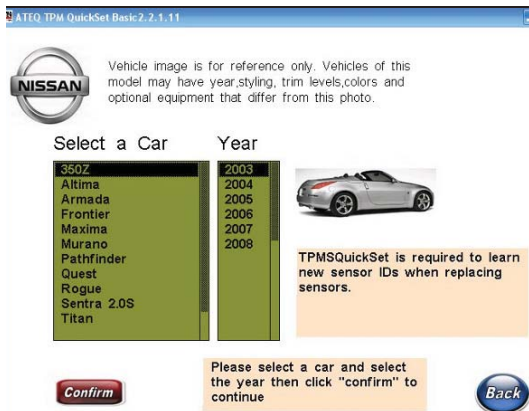 ATEQ TPM QuickSet Basic2.2.1.11
NISSAN
Vehicle image is for reference only. Vehicles of this
model may have year,styling, trim levels,colors and
optional equipment that differ from this photo.
Select a Car
Year
350Z
Altima
Armada
Frontier
Maxima
Murano
Pathfinder
Quest
Rogue
Sentra 2.0S
Titan
2003
2004
2005
2006
2007
2008
TPMSQuickSet is required to learn
new sensor IDs when replacing
sensors.
Please select a car and select
the year then click "confirm" to
continue
Confirm
Back